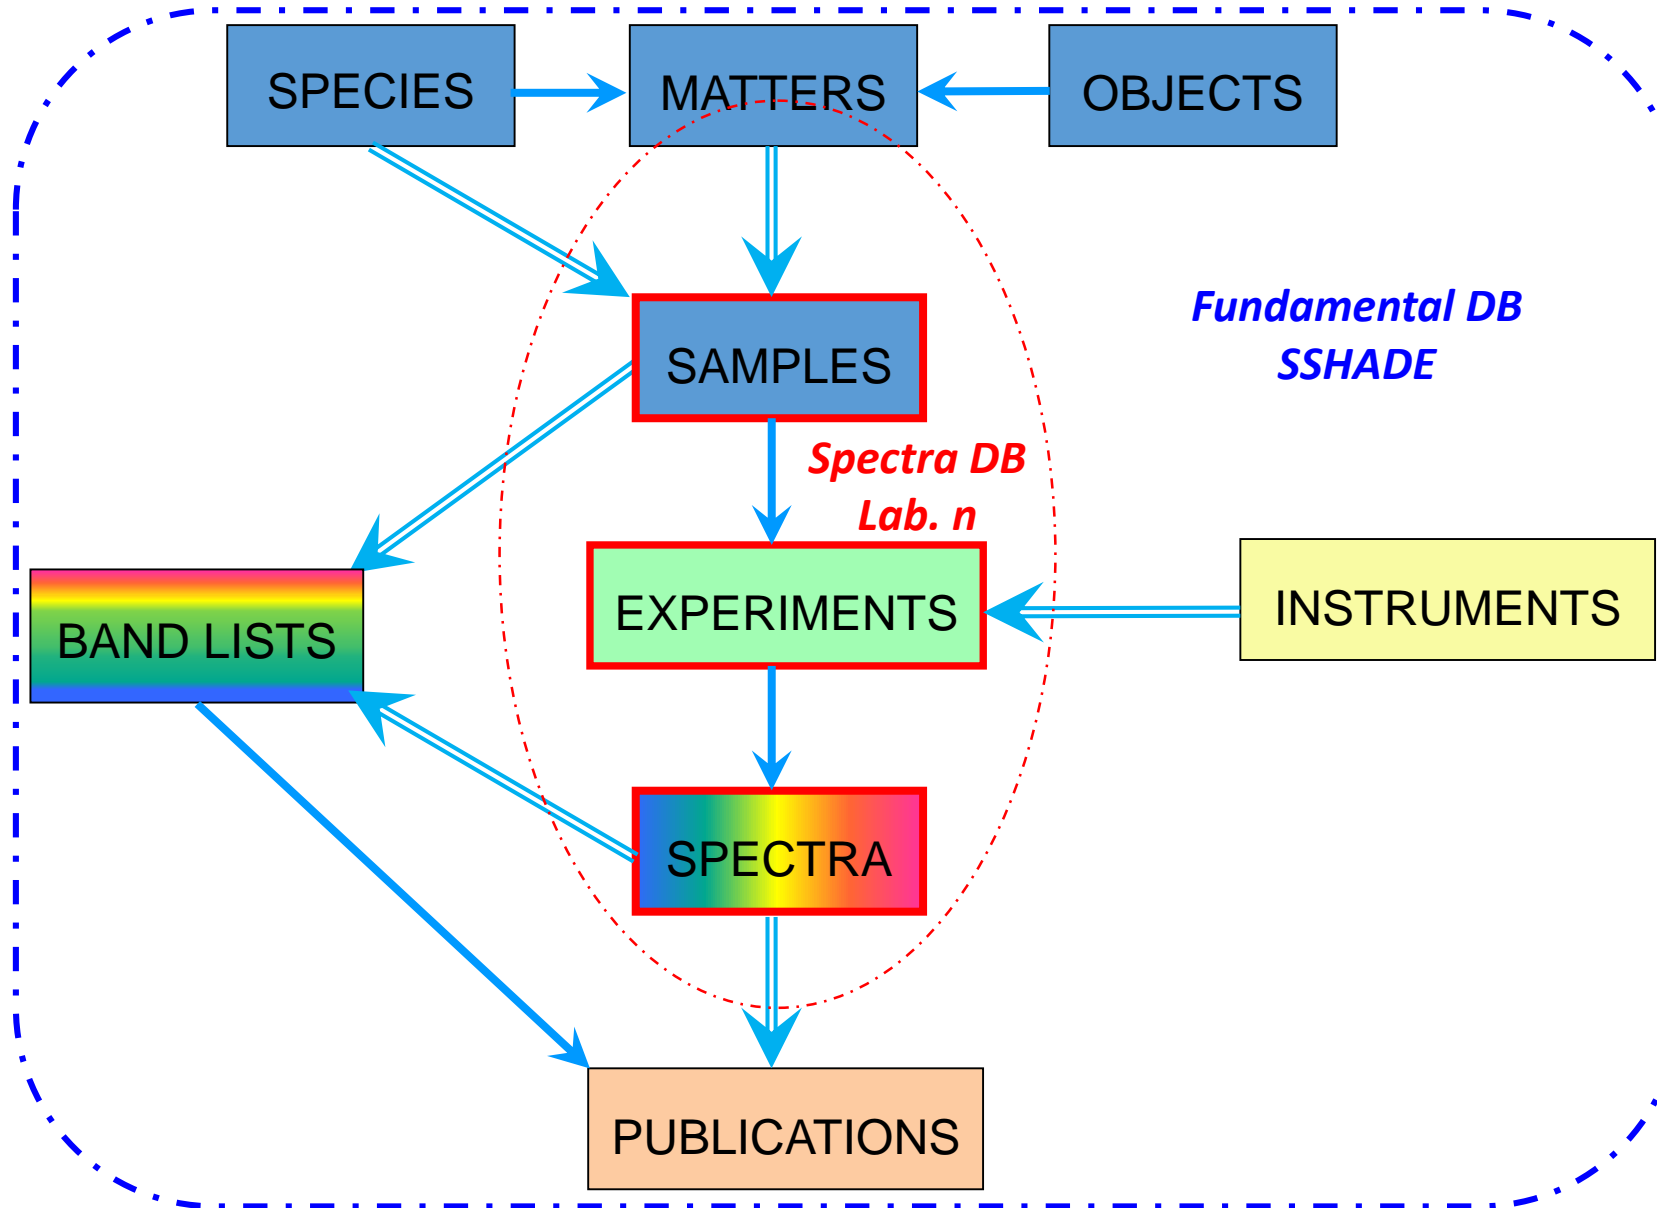 SPECIES
MATTERS
OBJECTS
Fundamental DB
SSHADE
SAMPLES
Spectra DB
Lab. n
EXPERIMENTS
INSTRUMENTS
BAND LISTS
SPECTRA
PUBLICATIONS